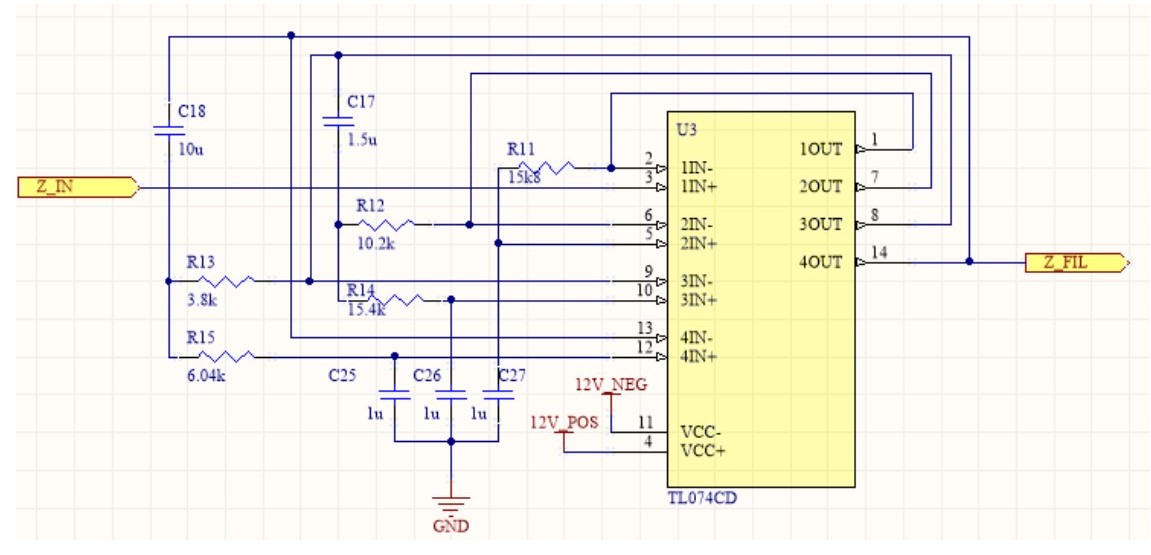 C18
10u
C17
1.5u
U3
R11
15k8
Z_IN
2
3
1IN-
1IN+
1OUT
1
2OUT
7
R12
10.2k
6
5
2IN-
2IN+
3OUT
8
4OUT
14
Z_FIL
R13
3.8k
R14
15.4k
9
10
3IN-
3IN+
R15
6.04k
13
12
4IN-
4IN+
C25
1u
C26
1u
C27
1u
12V_NEG
12V_POS
11
4
VCC-
VCC+
TL074CD
GND